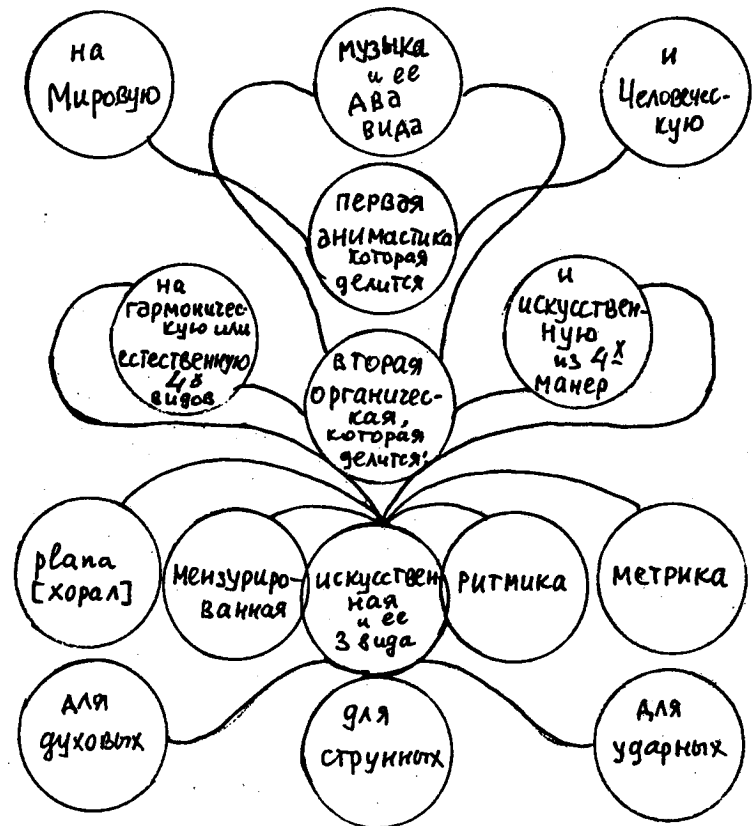 на
Мировую
музыка
и ее
два
вида
и
Человечес-
кую
первая
анимастика
которая
делится
на
гармоничес-
кую или
естественную
4х
видов
вторая
органичес-
кая,
которая
делится:
и
искусствен-
ную
из 4х
манер
plana
[хорал]
мензуриро-
ванная
искусствен
ная
и ее
3 вида
ритмика
метрика
для
духовых
для
струнных
для
ударных